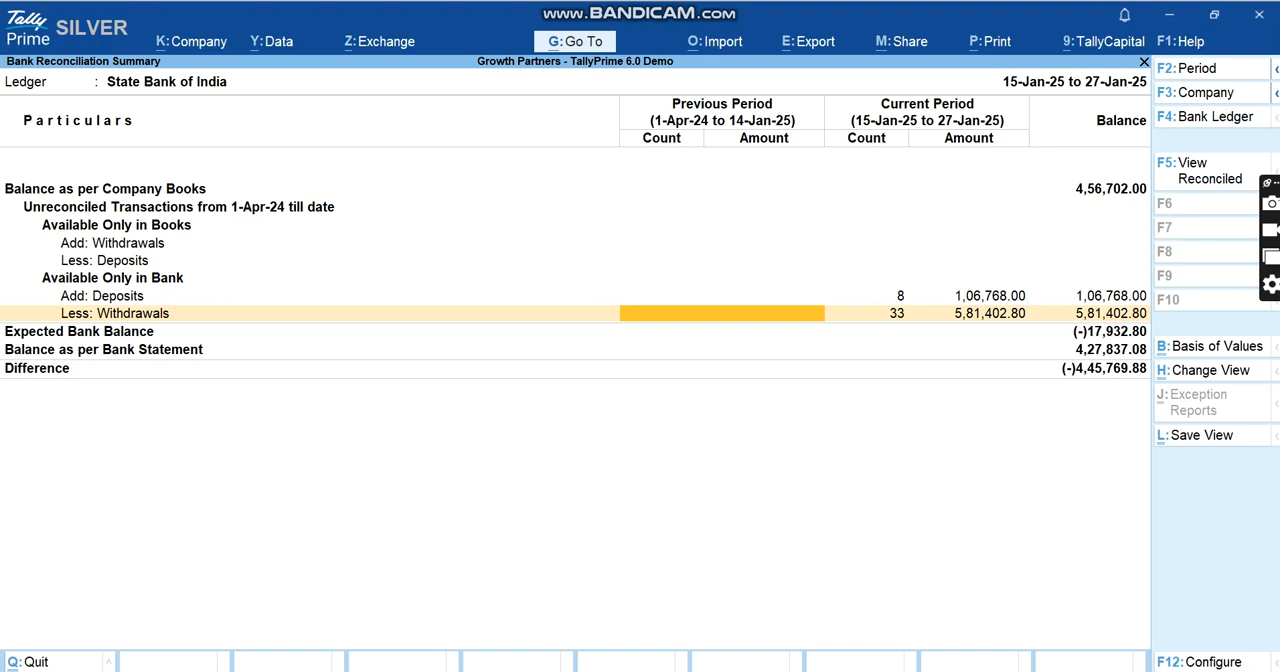 www.BANDICAM.com
Tally Prime SILVER
K:Company Y:Data Z:Exchange G:Go To O:Import E:Export M:Share P:Print 9:TallyCapital F1:Help
Bank Reconciliation Summary Growth Partners - TallyPrime 6.0 Demo
Ledger : State Bank of India 15-Jan-25 to 27-Jan-25
Particulars Previous Period (1-Apr-24 to 14-Jan-25) Current Period (15-Jan-25 to 27-Jan-25) Balance
Count Amount Count Amount
Balance as per Company Books 4,56,702.00
Unreconciled Transactions from 1-Apr-24 till date
Available Only in Books
Add: Withdrawals
Less: Deposits
Available Only in Bank
Add: Deposits 8 1,06,768.00 1,06,768.00
Less: Withdrawals 33 5,81,402.80 5,81,402.80
Expected Bank Balance (-)17,932.80
Balance as per Bank Statement 4,27,837.08
Difference (-)4,45,769.88
F2:Period
F3:Company
F4:Bank Ledger
F5:View Reconciled
F6
F7
F8
F9
F10
B:Basis of Values
H:Change View
J:Exception Reports
L:Save View
Q:Quit F12:Configure